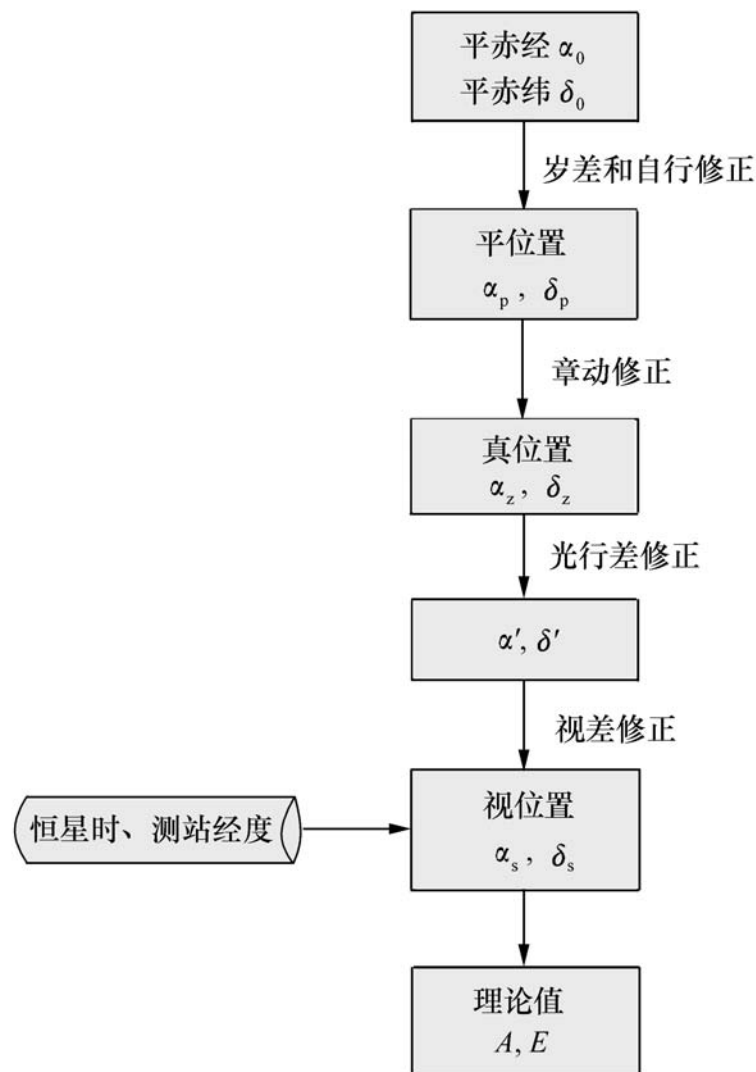 平赤经 α₀
平赤纬 δ₀
岁差和自行修正
平位置
αₚ， δₚ
章动修正
真位置
α_z， δ_z
光行差修正
α′, δ′
视差修正
恒星时、测站经度
视位置
αₛ， δₛ
理论值
A, E